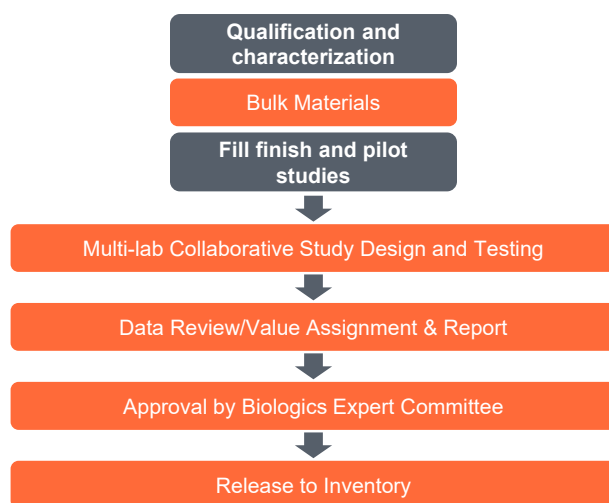 Qualification and
characterization
Bulk Materials
Fill finish and pilot
studies
Multi-lab Collaborative Study Design and Testing
Data Review/Value Assignment & Report
Approval by Biologics Expert Committee
Release to Inventory